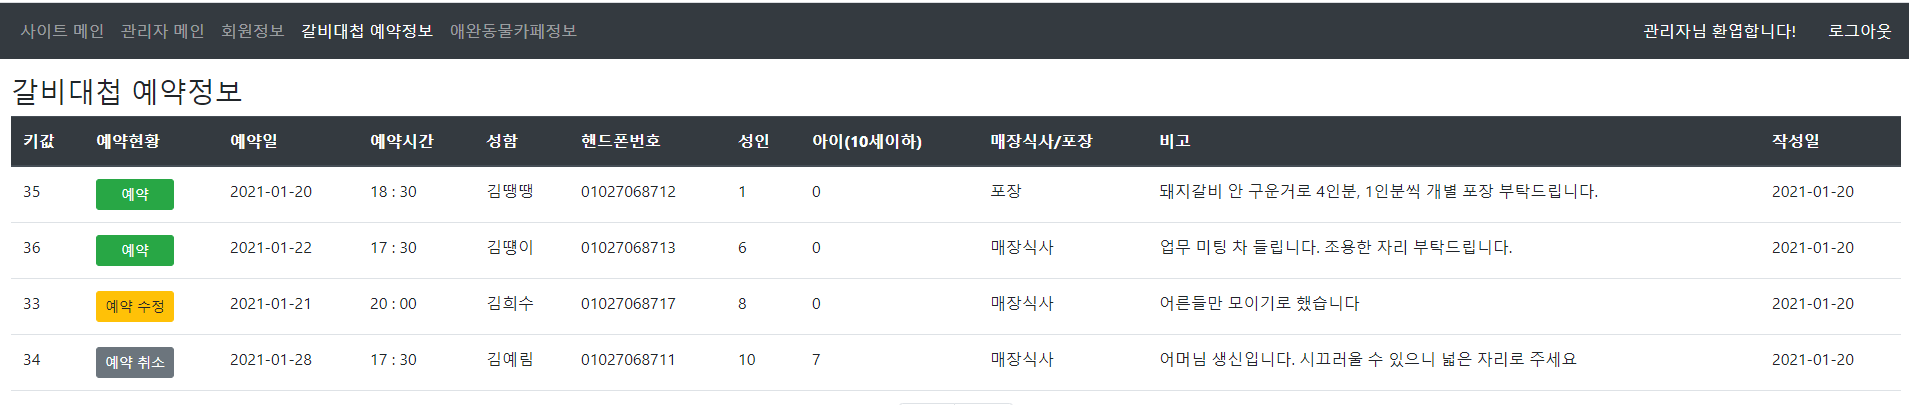 사이트 메인 관리자 메인 회원정보 갈비대첩 예약정보 애완동물카페정보 관리자님 환엽합니다! 로그아웃
갈비대첩 예약정보
키값 예약현황 예약일 예약시간 성함 헨드폰번호 성인 아이(10세이하) 매장식사/포장 비고 작성일
35 예약 2021-01-20 18 : 30 김땡땡 01027068712 1 0 포장 돼지갈비 안 구운거로 4인분, 1인분씩 개별 포장 부탁드립니다. 2021-01-20
36 예약 2021-01-22 17 : 30 김떙이 01027068713 6 0 매장식사 업무 미팅 차 들립니다. 조용한 자리 부탁드립니다. 2021-01-20
33 예약 수정 2021-01-21 20 : 00 김희수 01027068717 8 0 매장식사 어른들만 모이기로 했습니다 2021-01-20
34 예약 취소 2021-01-28 17 : 30 김예림 01027068711 10 7 매장식사 어머님 생신입니다. 시끄러울 수 있으니 넓은 자리로 주세요 2021-01-20